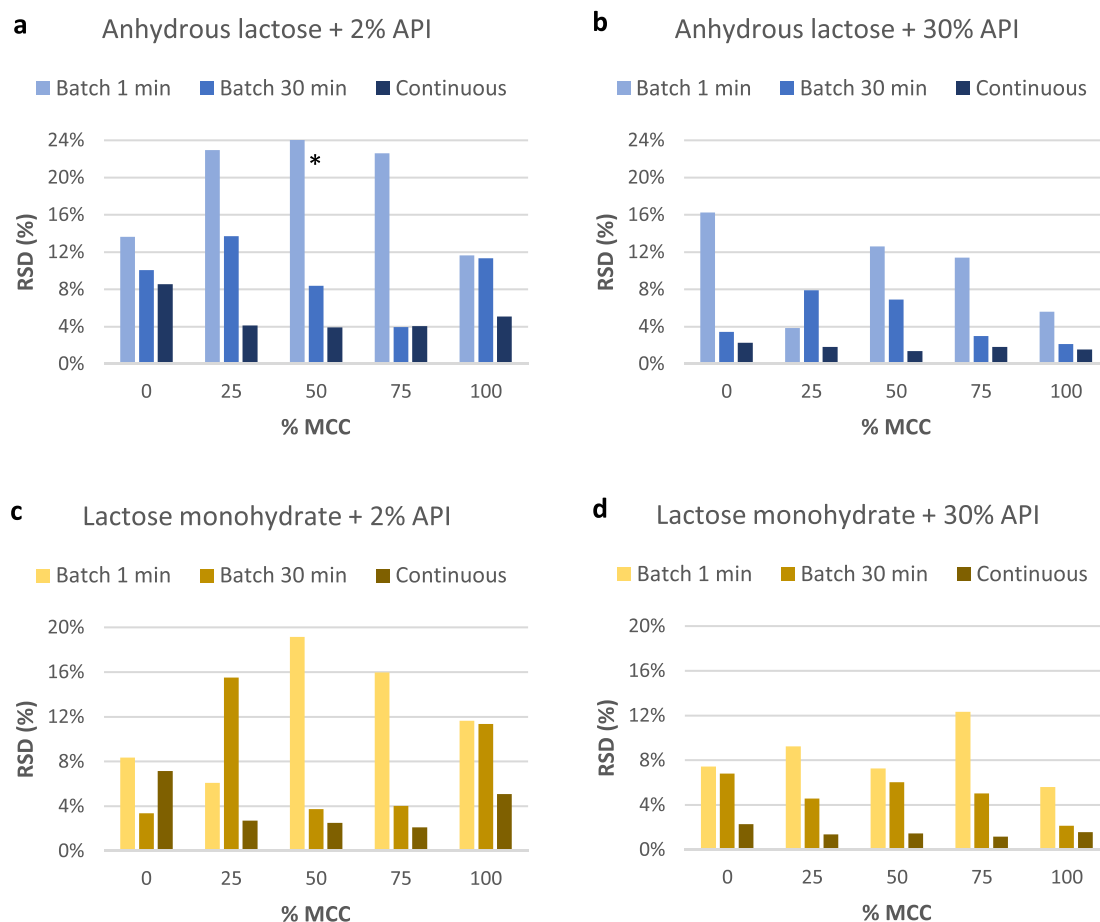 a
Anhydrous lactose + 2% API
Batch 1 min Batch 30 min Continuous
24%
20%
16%
12%
8%
4%
0%
RSD (%)
*
0 25 50 75 100
% MCC
b
Anhydrous lactose + 30% API
Batch 1 min Batch 30 min Continuous
24%
20%
16%
12%
8%
4%
0%
RSD (%)
0 25 50 75 100
% MCC
c
Lactose monohydrate + 2% API
Batch 1 min Batch 30 min Continuous
20%
16%
12%
8%
4%
0%
RSD (%)
0 25 50 75 100
% MCC
d
Lactose monohydrate + 30% API
Batch 1 min Batch 30 min Continuous
20%
16%
12%
8%
4%
0%
RSD (%)
0 25 50 75 100
% MCC